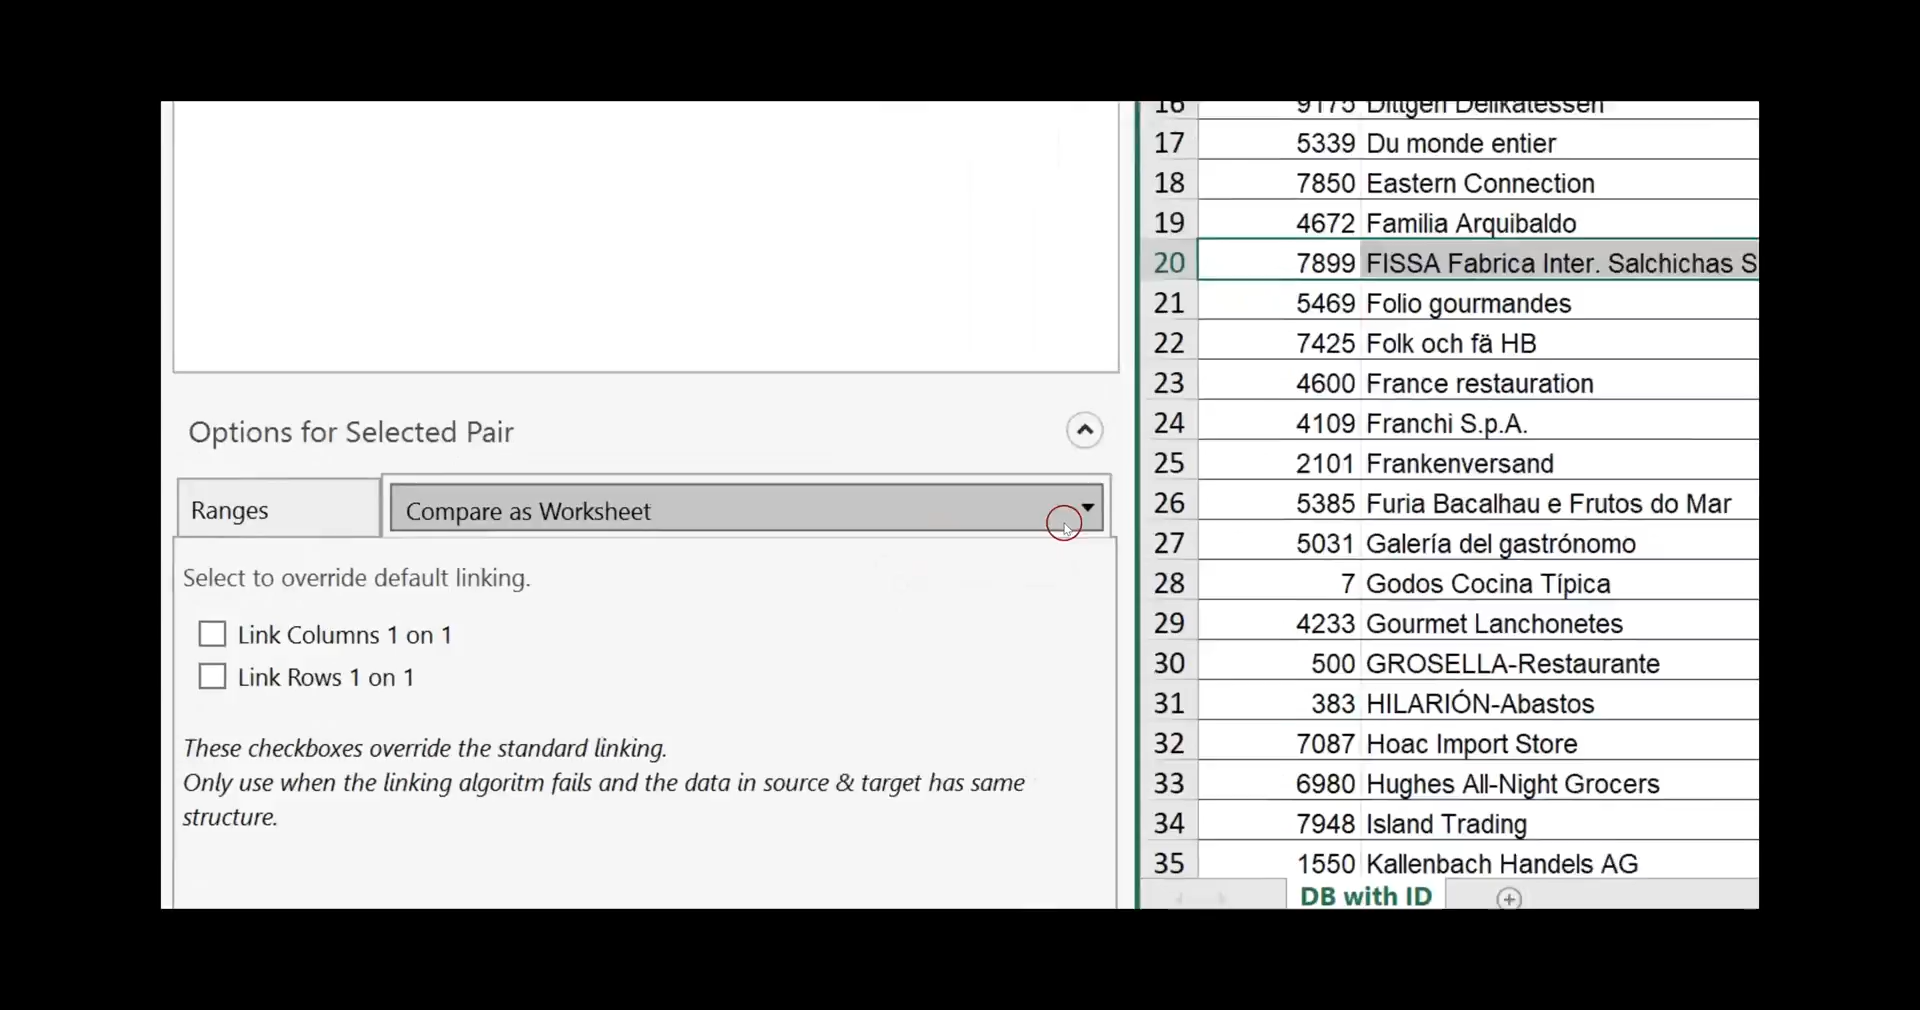 Options for Selected Pair
Ranges
Compare as Worksheet
Select to override default linking.
Link Columns 1 on 1
Link Rows 1 on 1
These checkboxes override the standard linking.
Only use when the linking algoritm fails and the data in source & target has same
structure.
16 9175 Dittgen Delikatessen
17 5339 Du monde entier
18 7850 Eastern Connection
19 4672 Familia Arquibaldo
20 7899 FISSA Fabrica Inter. Salchichas S
21 5469 Folio gourmandes
22 7425 Folk och fä HB
23 4600 France restauration
24 4109 Franchi S.p.A.
25 2101 Frankenversand
26 5385 Furia Bacalhau e Frutos do Mar
27 5031 Galería del gastrónomo
28 7 Godos Cocina Típica
29 4233 Gourmet Lanchonetes
30 500 GROSELLA-Restaurante
31 383 HILARIÓN-Abastos
32 7087 Hoac Import Store
33 6980 Hughes All-Night Grocers
34 7948 Island Trading
35 1550 Kallenbach Handels AG
DB with ID